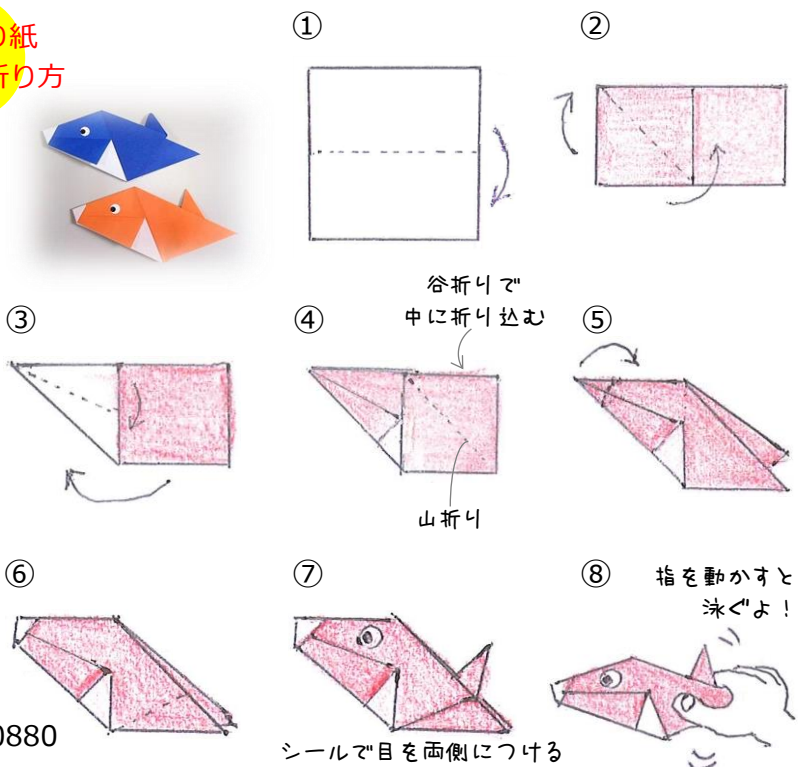 り紙
折り方
①
②
③
谷折りで
中に折り込む
④
山折り
⑤
⑥
⑦
シールで目を両側につける
⑧
指を動かすと
泳ぐよ！
0880